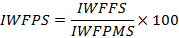 IWFPS = IWFFS / IWFPMS × 100